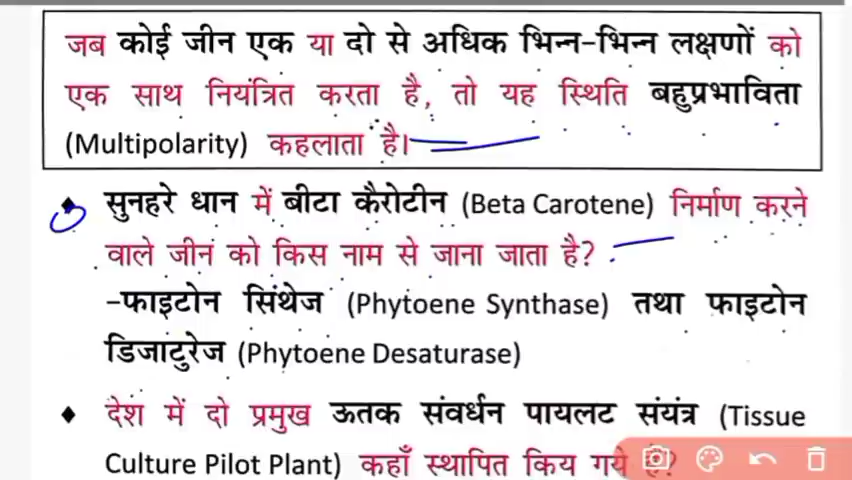 जब कोई जीन एक या दो से अधिक भिन्न-भिन्न लक्षणों को
एक साथ नियंत्रित करता है, तो यह स्थिति बहुप्रभाविता
(Multipolarity) कहलाता है।
♦ सुनहरे धान में बीटा कैरोटीन (Beta Carotene) निर्माण करने
वाले जीन को किस नाम से जाना जाता है?
-फाइटोन सिंथेज (Phytoene Synthase) तथा फाइटोन
डिजाटुरेज (Phytoene Desaturase)
♦ देश में दो प्रमुख ऊतक संवर्धन पायलट संयंत्र (Tissue
Culture Pilot Plant) कहाँ स्थापित किय गये है?